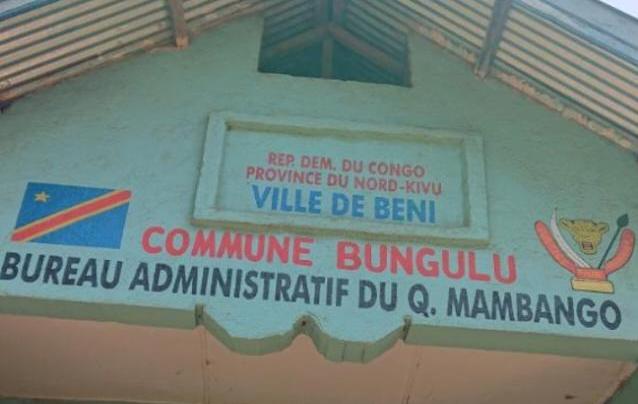 REP. DEM. DU CONGO
PROVINCE DU NORD-KIVU
VILLE DE BENI
COMMUNE BUNGULU
BUREAU ADMINISTRATIF DU Q. MAMBANGO